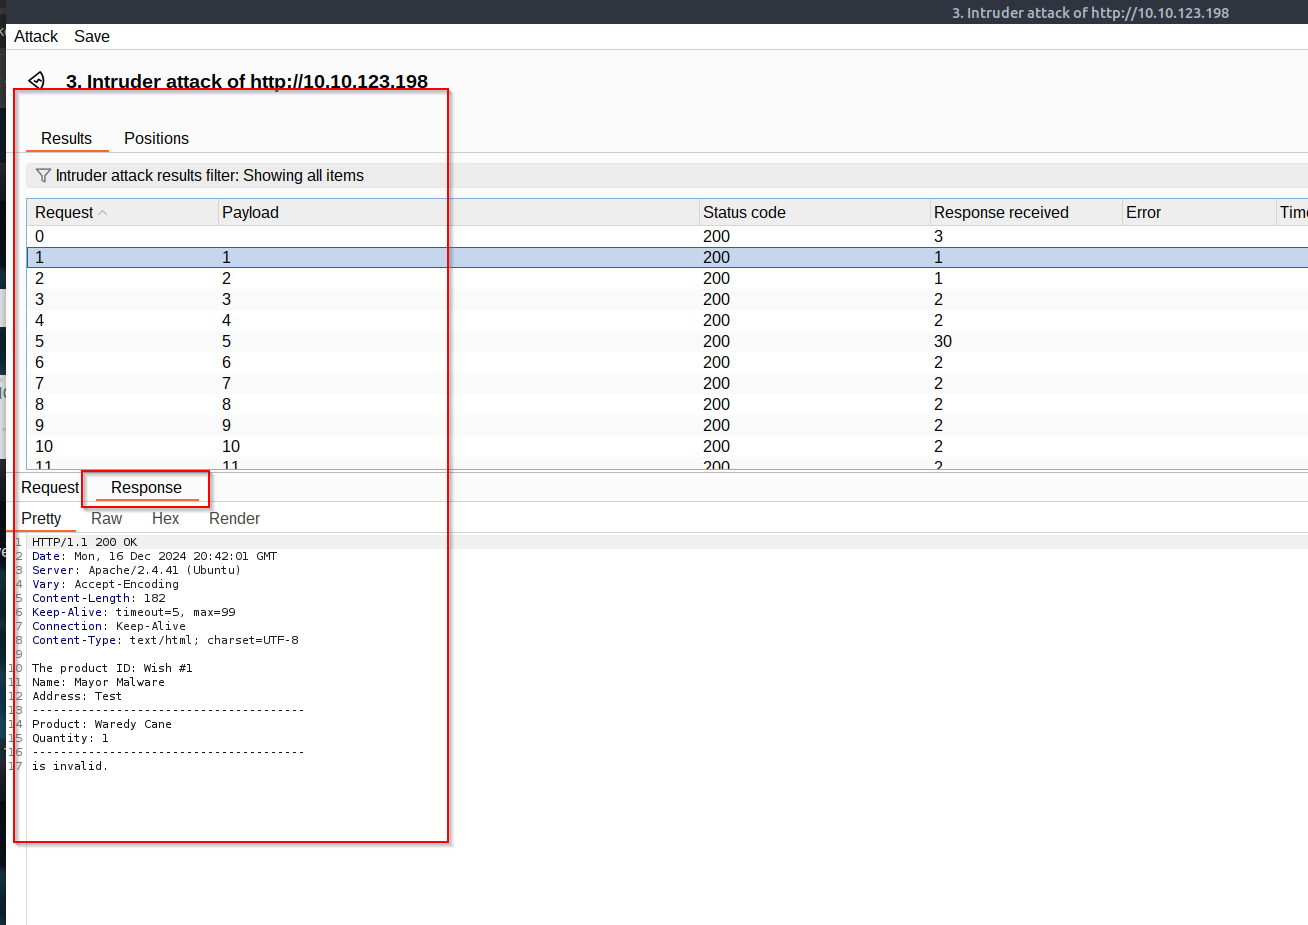 3. Intruder attack of http://10.10.123.198
Attack Save
3. Intruder attack of http://10.10.123.198
Results Positions
Intruder attack results filter: Showing all items
Request Payload Status code Response received Error
0 200 3
1 1 200 1
2 2 200 1
3 3 200 2
4 4 200 2
5 5 200 30
6 6 200 2
7 7 200 2
8 8 200 2
9 9 200 2
10 10 200 2
11 11 200 2
Request Response
Pretty Raw Hex Render
1 HTTP/1.1 200 OK
2 Date: Mon, 16 Dec 2024 20:42:01 GMT
3 Server: Apache/2.4.41 (Ubuntu)
4 Vary: Accept-Encoding
5 Content-Length: 182
6 Keep-Alive: timeout=5, max=99
7 Connection: Keep-Alive
8 Content-Type: text/html; charset=UTF-8
9
10 The product ID: Wish #1
11 Name: Mayor Malware
12 Address: Test
13 ---------------------------------------
14 Product: Waredy Cane
15 Quantity: 1
16 ---------------------------------------
17 is invalid.